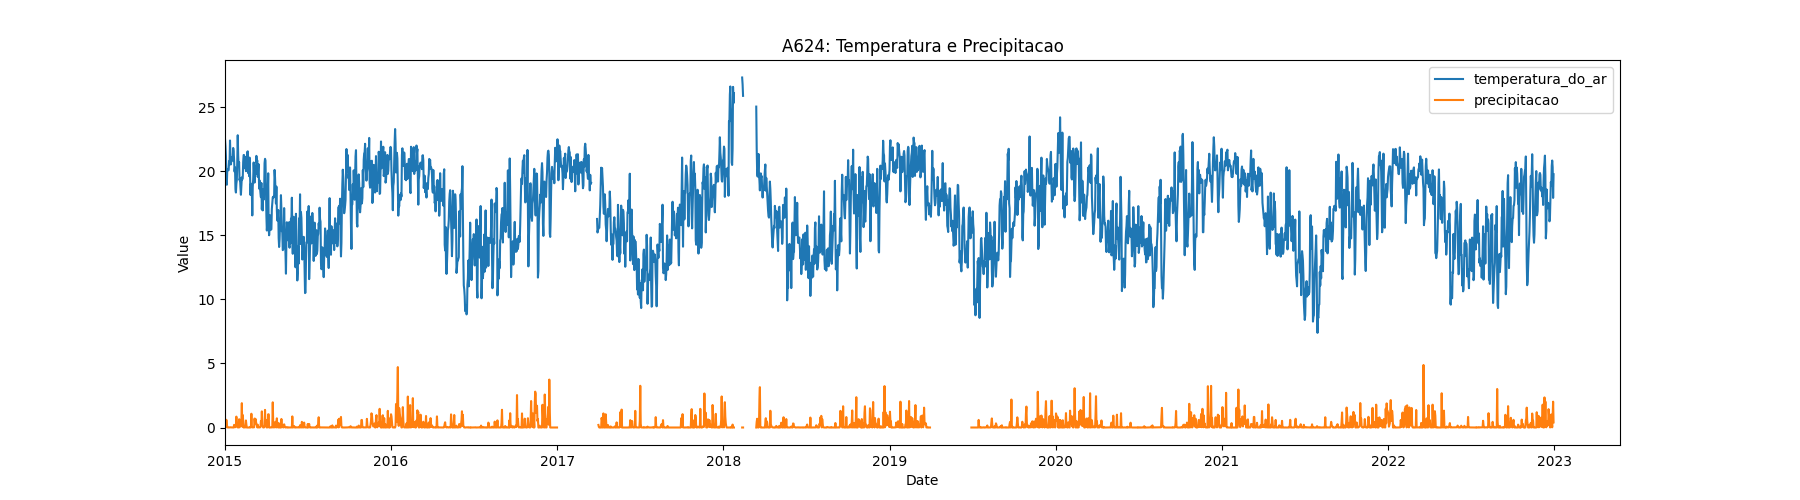 A624: Temperatura e Precipitacao
temperatura_do_ar
precipitacao
Value
25
20
15
10
5
0
2015 2016 2017 2018 2019 2020 2021 2022 2023
Date